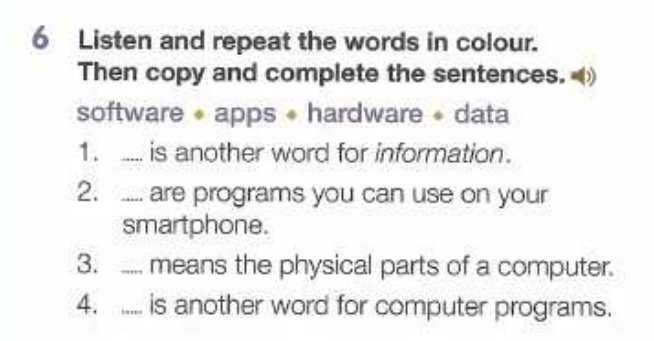 6 Listen and repeat the words in colour.
Then copy and complete the sentences.
software • apps • hardware • data
1. ..... is another word for information.
2. ..... are programs you can use on your
smartphone.
3. ..... means the physical parts of a computer.
4. ..... is another word for computer programs.